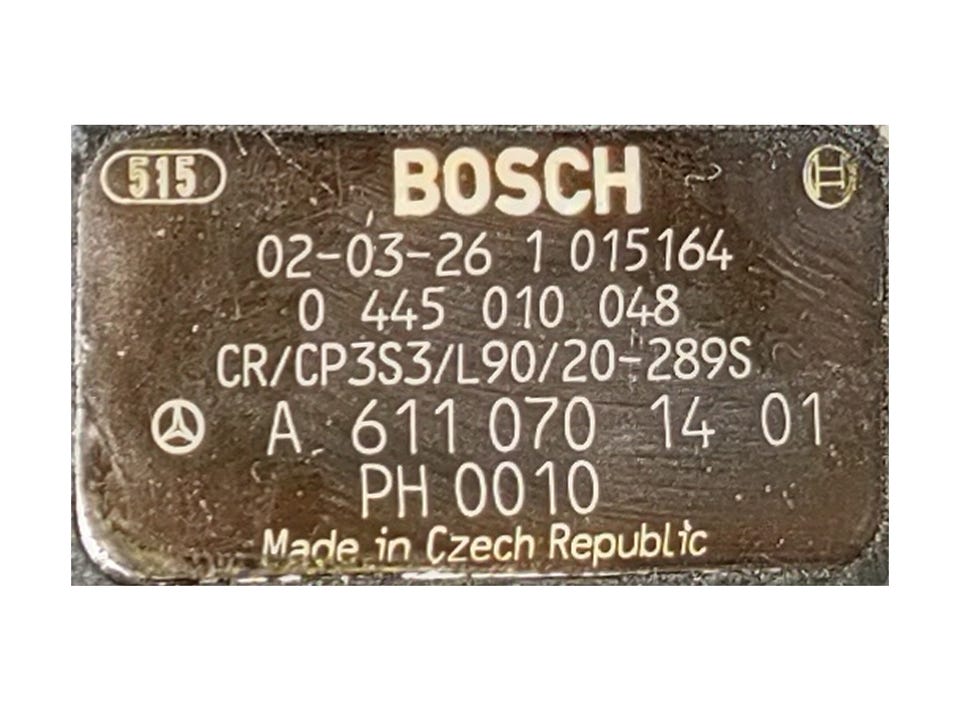 515 BOSCH
02-03-26 1 015164
0 445 010 048
CR/CP3S3/L90/20-289S
A 611 070 14 01
PH 0010
Made in Czech Republic